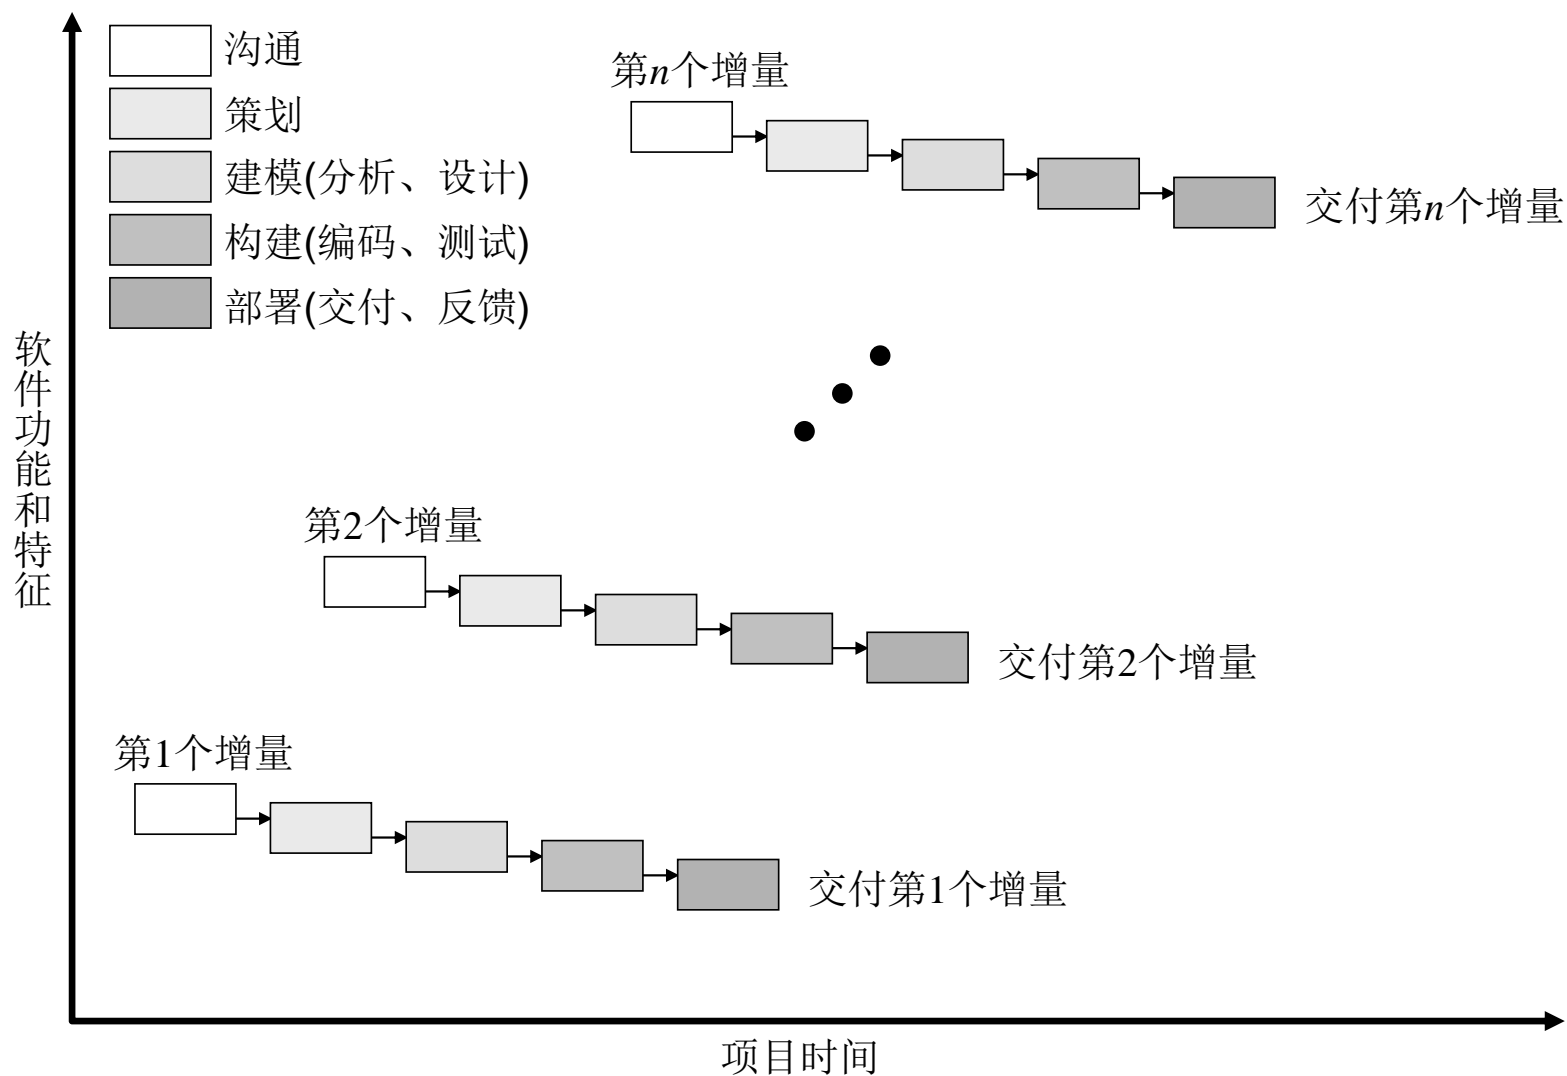 沟通
策划
建模(分析、设计)
构建(编码、测试)
部署(交付、反馈)
第n个增量
交付第n个增量
软件功能和特征
第2个增量
交付第2个增量
第1个增量
交付第1个增量
项目时间